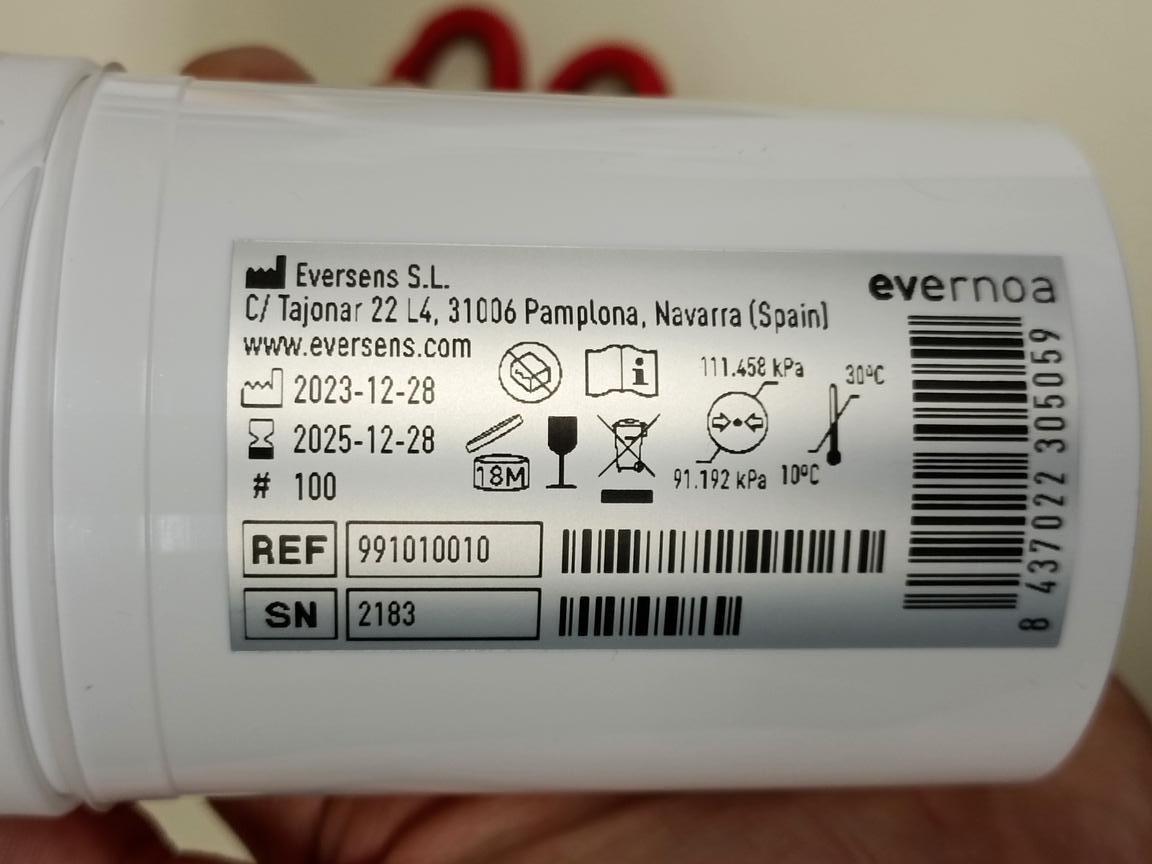 Eversens S.L.
evernoa
C/ Tajonar 22 L4, 31006 Pamplona, Navarra (Spain)
www.eversens.com
2023-12-28
2025-12-28
# 100
18M
111.458 kPa
91.192 kPa
30ºC
10ºC
REF 991010010
SN 2183
8 437022 305059